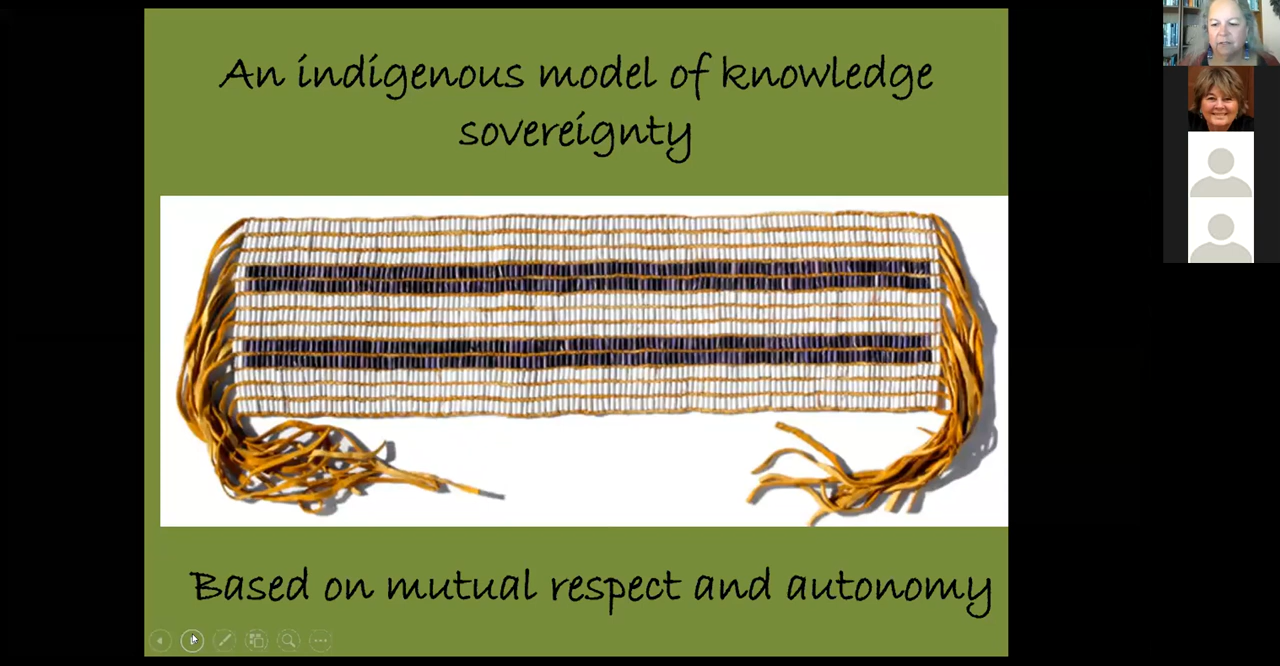 An indigenous model of knowledge
sovereignty
Based on mutual respect and autonomy